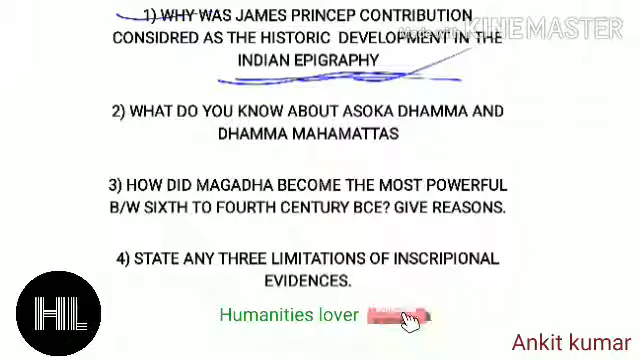 1) WHY WAS JAMES PRINCEP CONTRIBUTION
Made with KINEMASTER
CONSIDRED AS THE HISTORIC DEVELOPMENT IN THE
INDIAN EPIGRAPHY
2) WHAT DO YOU KNOW ABOUT ASOKA DHAMMA AND
DHAMMA MAHAMATTAS
3) HOW DID MAGADHA BECOME THE MOST POWERFUL
B/W SIXTH TO FOURTH CENTURY BCE? GIVE REASONS.
4) STATE ANY THREE LIMITATIONS OF INSCRIPIONAL
EVIDENCES.
HL
Humanities lover
Ankit kumar